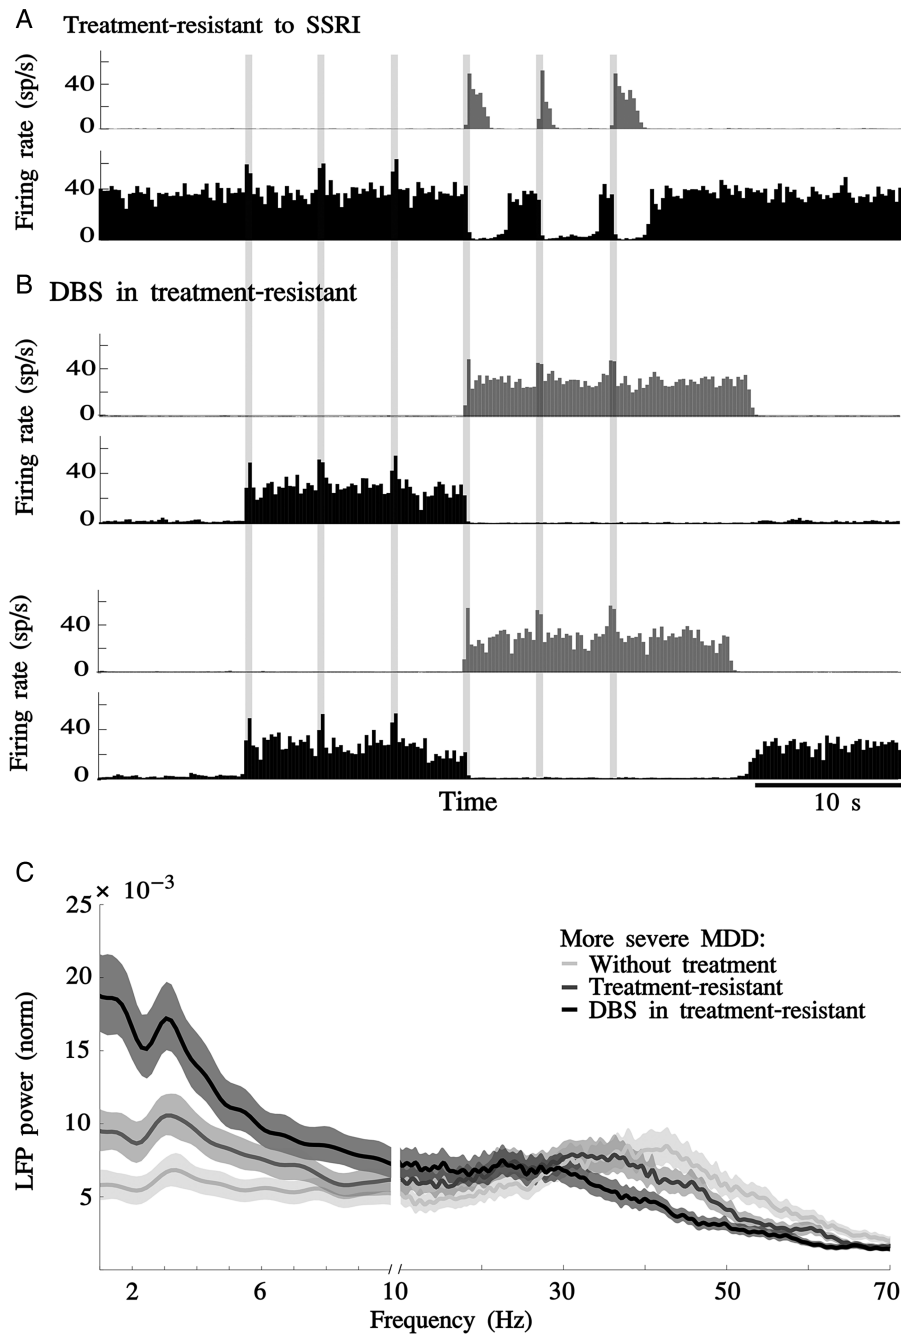 A
Treatment-resistant to SSRI
Firing rate (sp/s)
40
0
40
0
B
DBS in treatment-resistant
Firing rate (sp/s)
40
0
40
0
Firing rate (sp/s)
40
0
40
0
Time
10 s
C
× 10−3
25
20
15
10
5
LFP power (norm)
More severe MDD:
Without treatment
Treatment-resistant
DBS in treatment-resistant
2 6 10 30 50 70
Frequency (Hz)